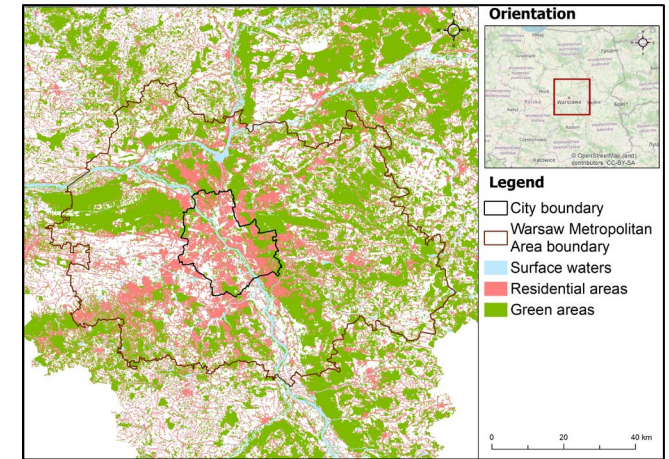 Orientation
Warszawa
Katowice
© OpenStreetMap (and)
contributors, CC-BY-SA
Legend
City boundary
Warsaw Metropolitan
Area boundary
Surface waters
Residential areas
Green areas
0 20 40 km